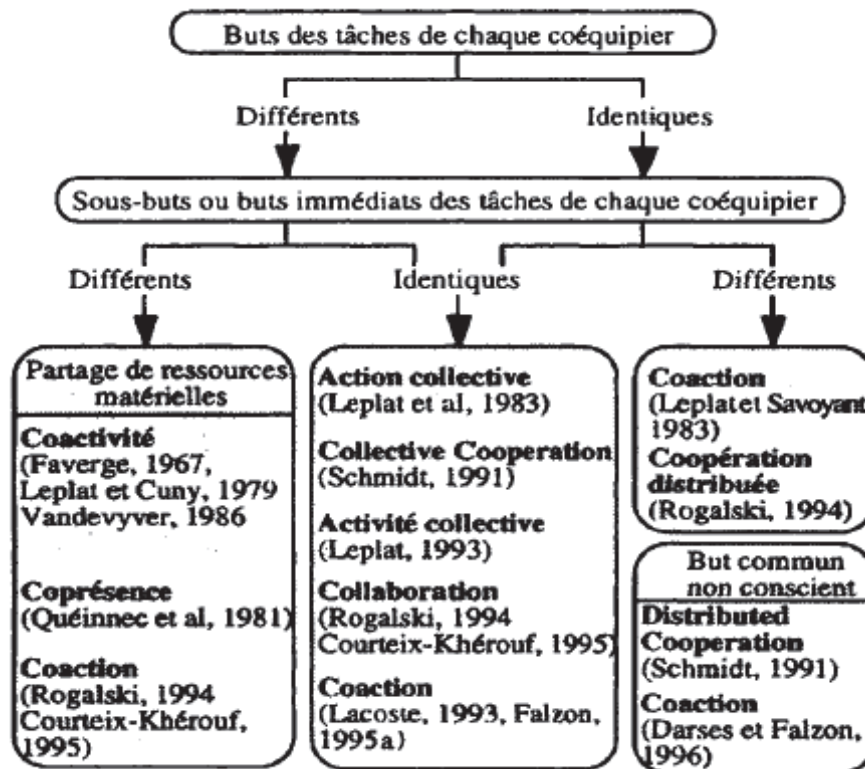 Buts des tâches de chaque coéquipier
Différents
Identiques
Sous-buts ou buts immédiats des tâches de chaque coéquipier
Différents
Identiques
Différents
Partage de ressources
matérielles
Coactivité
(Faverge, 1967,
Leplat et Cuny, 1979
Vandevyver, 1986
Coprésence
(Quéinnec et al, 1981)
Coaction
(Rogalski, 1994
Courteix-Khérouf,
1995)
Action collective
(Leplat et al, 1983)
Collective Cooperation
(Schmidt, 1991)
Activité collective
(Leplat, 1993)
Collaboration
(Rogalski, 1994
Courteix-Khérouf, 1995)
Coaction
(Lacoste, 1993, Falzon,
1995a)
Coaction
(Leplat et Savoyant
1983)
Coopération
distribuée
(Rogalski, 1994)
But commun
non conscient
Distributed
Cooperation
(Schmidt, 1991)
Coaction
(Darses et Falzon,
1996)